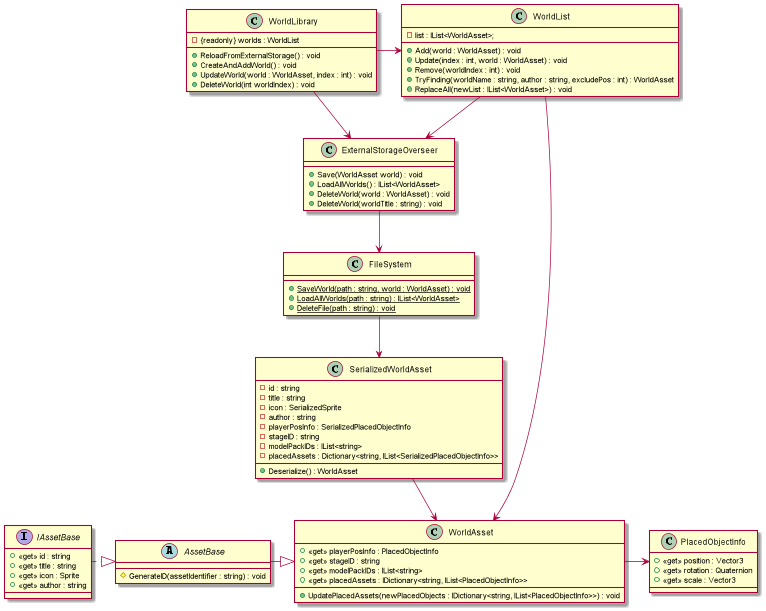 WorldLibrary
{readonly} worlds : WorldList
ReloadFromExternalStorage() : void
CreateAndAddWorld() : void
UpdateWorld(world : WorldAsset, index : int) : void
DeleteWorld(int worldIndex) : void
WorldList
list : IList<WorldAsset>;
Add(world : WorldAsset) : void
Update(index : int, world : WorldAsset) : void
Remove(worldIndex : int) : void
TryFinding(worldName : string, author : string, excludePos : int) : WorldAsset
ReplaceAll(newList : IList<WorldAsset>) : void
ExternalStorageOverseer
Save(WorldAsset world) : void
LoadAllWorlds() : IList<WorldAsset>
DeleteWorld(world : WorldAsset) : void
DeleteWorld(worldTitle : string) : void
FileSystem
SaveWorld(path : string, world : WorldAsset) : void
LoadAllWorlds(path : string) : IList<WorldAsset>
DeleteFile(path : string) : void
SerializedWorldAsset
id : string
title : string
icon : SerializedSprite
author : string
playerPosInfo : SerializedPlacedObjectInfo
stageID : string
modelPackIDs : IList<string>
placedAssets : Dictionary<string, IList<SerializedPlacedObjectInfo>>
Deserialize() : WorldAsset
IAssetBase
«get» id : string
«get» title : string
«get» icon : Sprite
«get» author : string
AssetBase
GenerateID(assetIdentifier : string) : void
WorldAsset
«get» playerPosInfo : PlacedObjectInfo
«get» stageID : string
«get» modelPackIDs : IList<string>
«get» placedAssets : IDictionary<string, IList<PlacedObjectInfo>>
UpdatePlacedAssets(newPlacedObjects : IDictionary<string, IList<PlacedObjectInfo>>) : void
PlacedObjectInfo
«get» position : Vector3
«get» rotation : Quaternion
«get» scale : Vector3